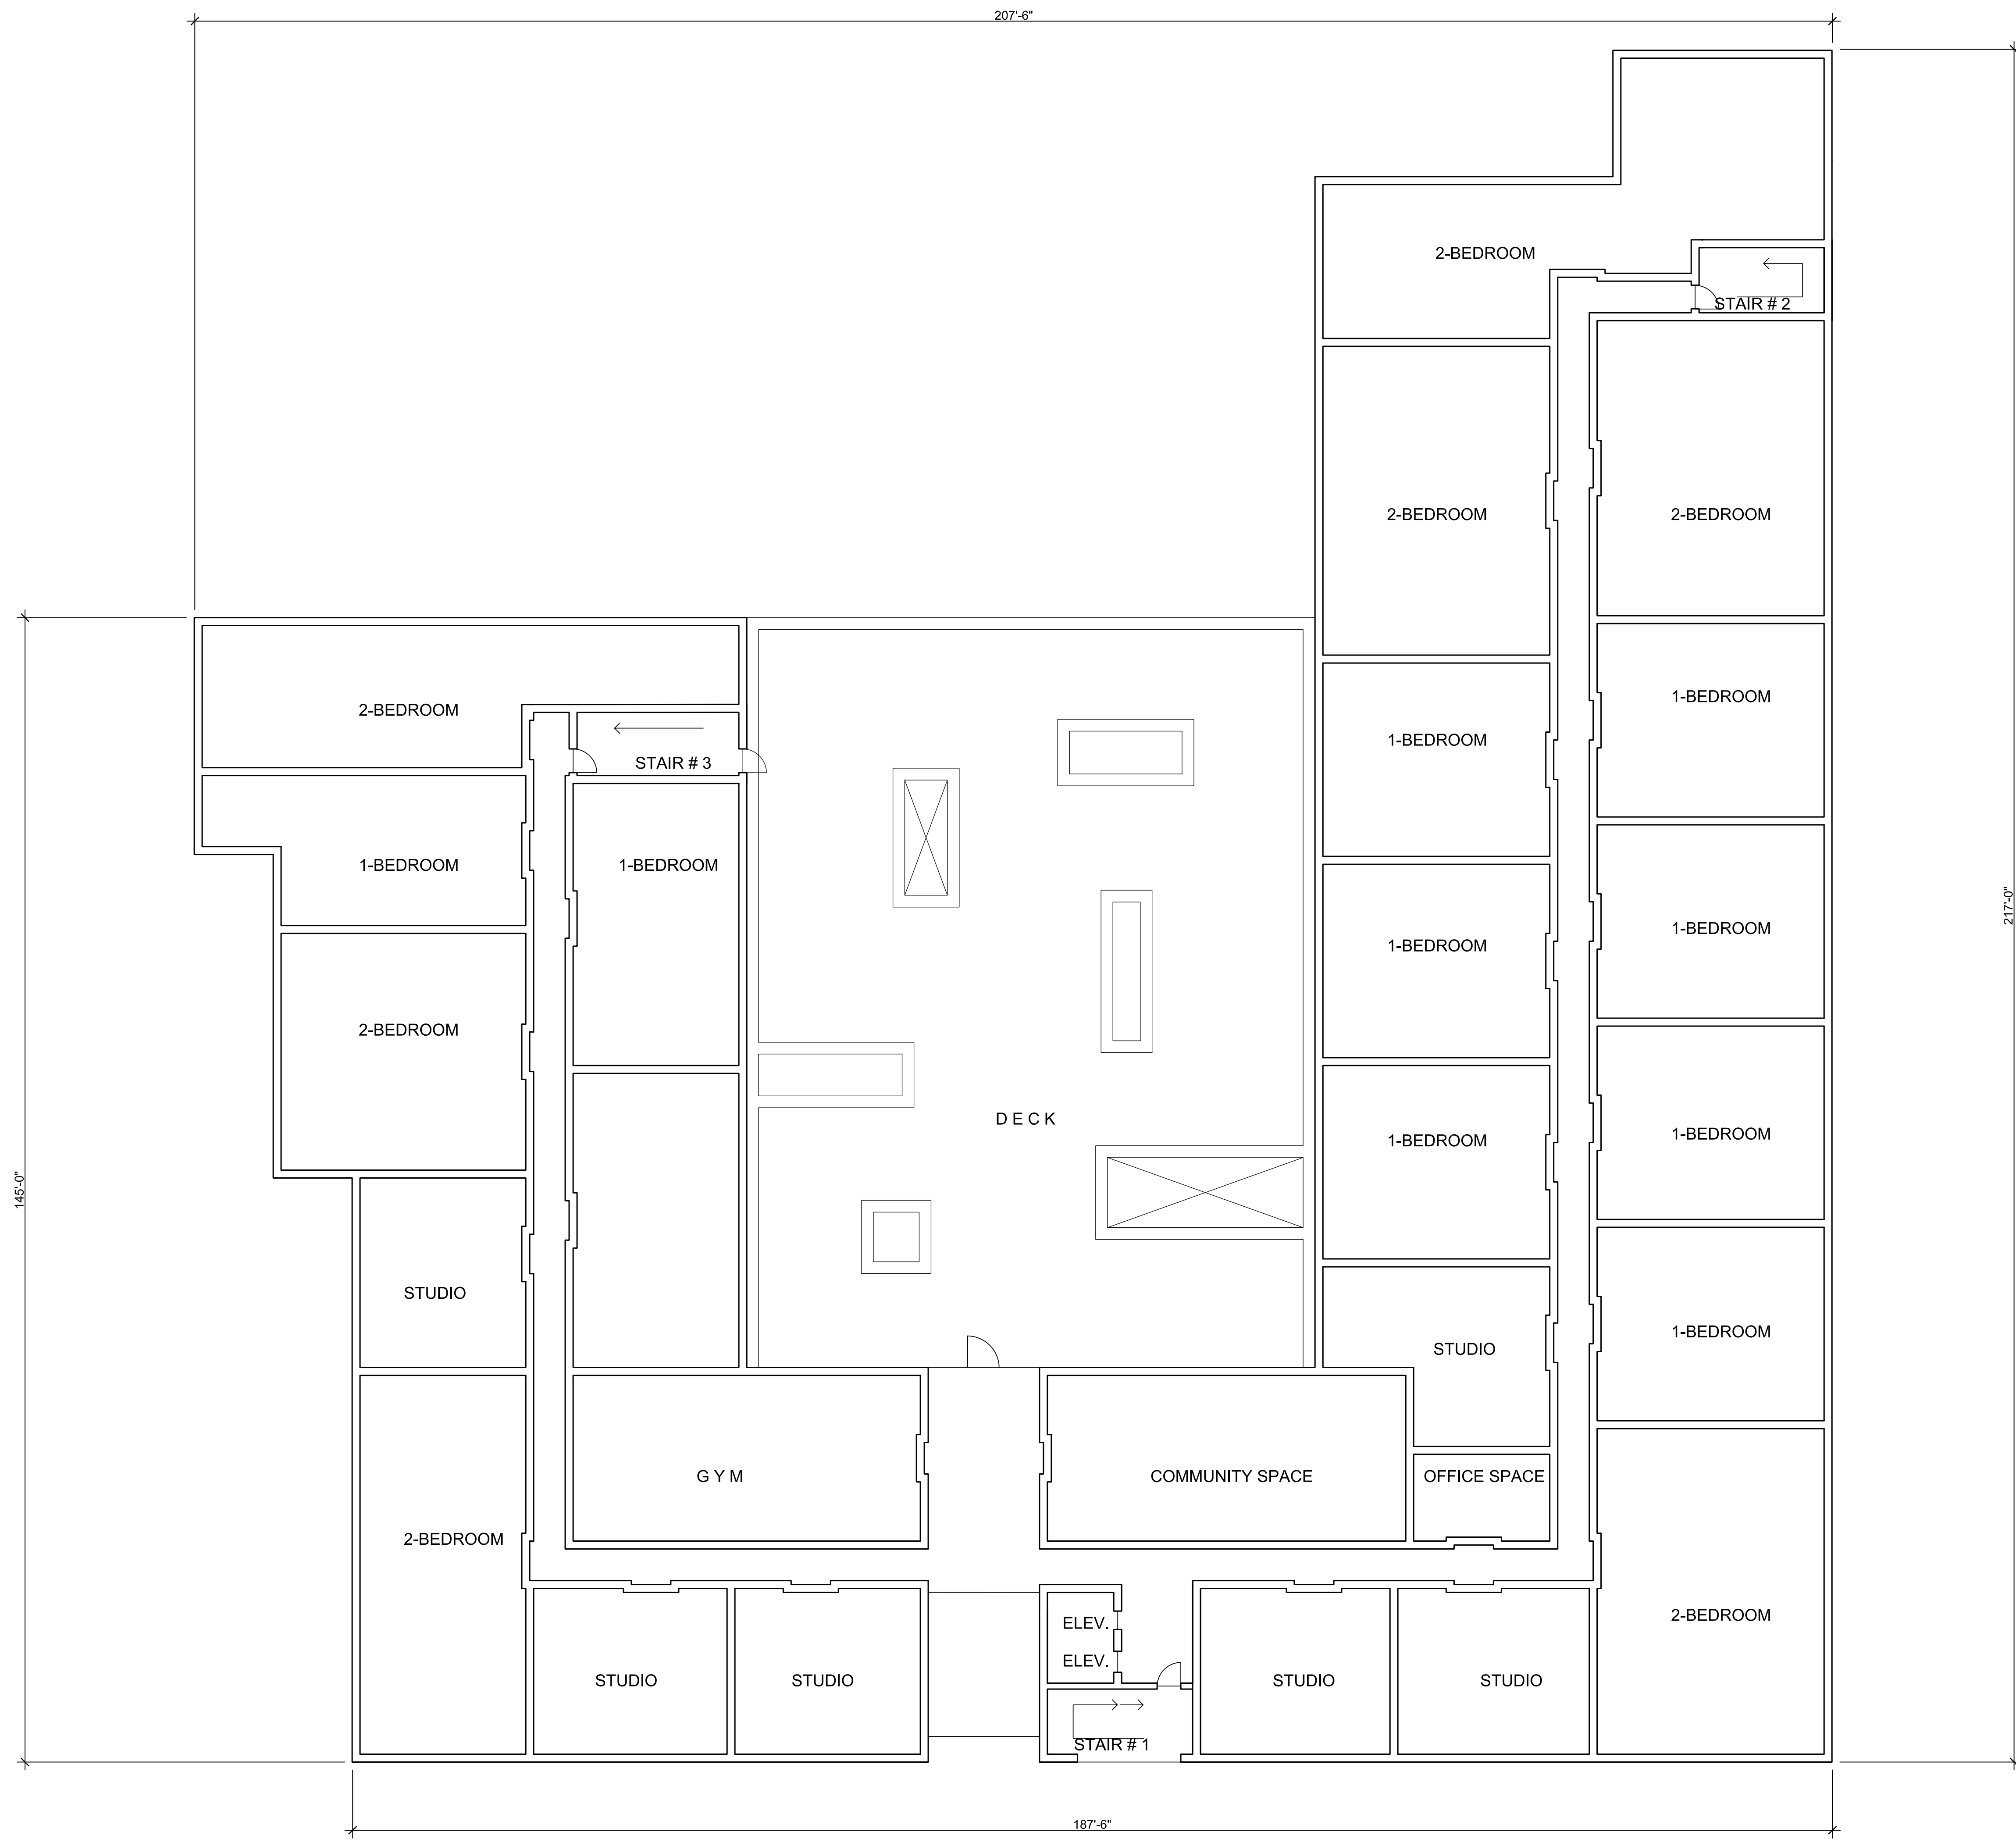 207'-6"
2-BEDROOM
STAIR # 2
2-BEDROOM
2-BEDROOM
1-BEDROOM
2-BEDROOM
1-BEDROOM
STAIR # 3
1-BEDROOM
1-BEDROOM
217'-0"
1-BEDROOM
1-BEDROOM
2-BEDROOM
D E C K
1-BEDROOM
1-BEDROOM
145'-0"
STUDIO
1-BEDROOM
STUDIO
G Y M
COMMUNITY SPACE
OFFICE SPACE
2-BEDROOM
2-BEDROOM
ELEV.
ELEV.
STUDIO
STUDIO
STUDIO
STUDIO
STAIR # 1
187'-6"